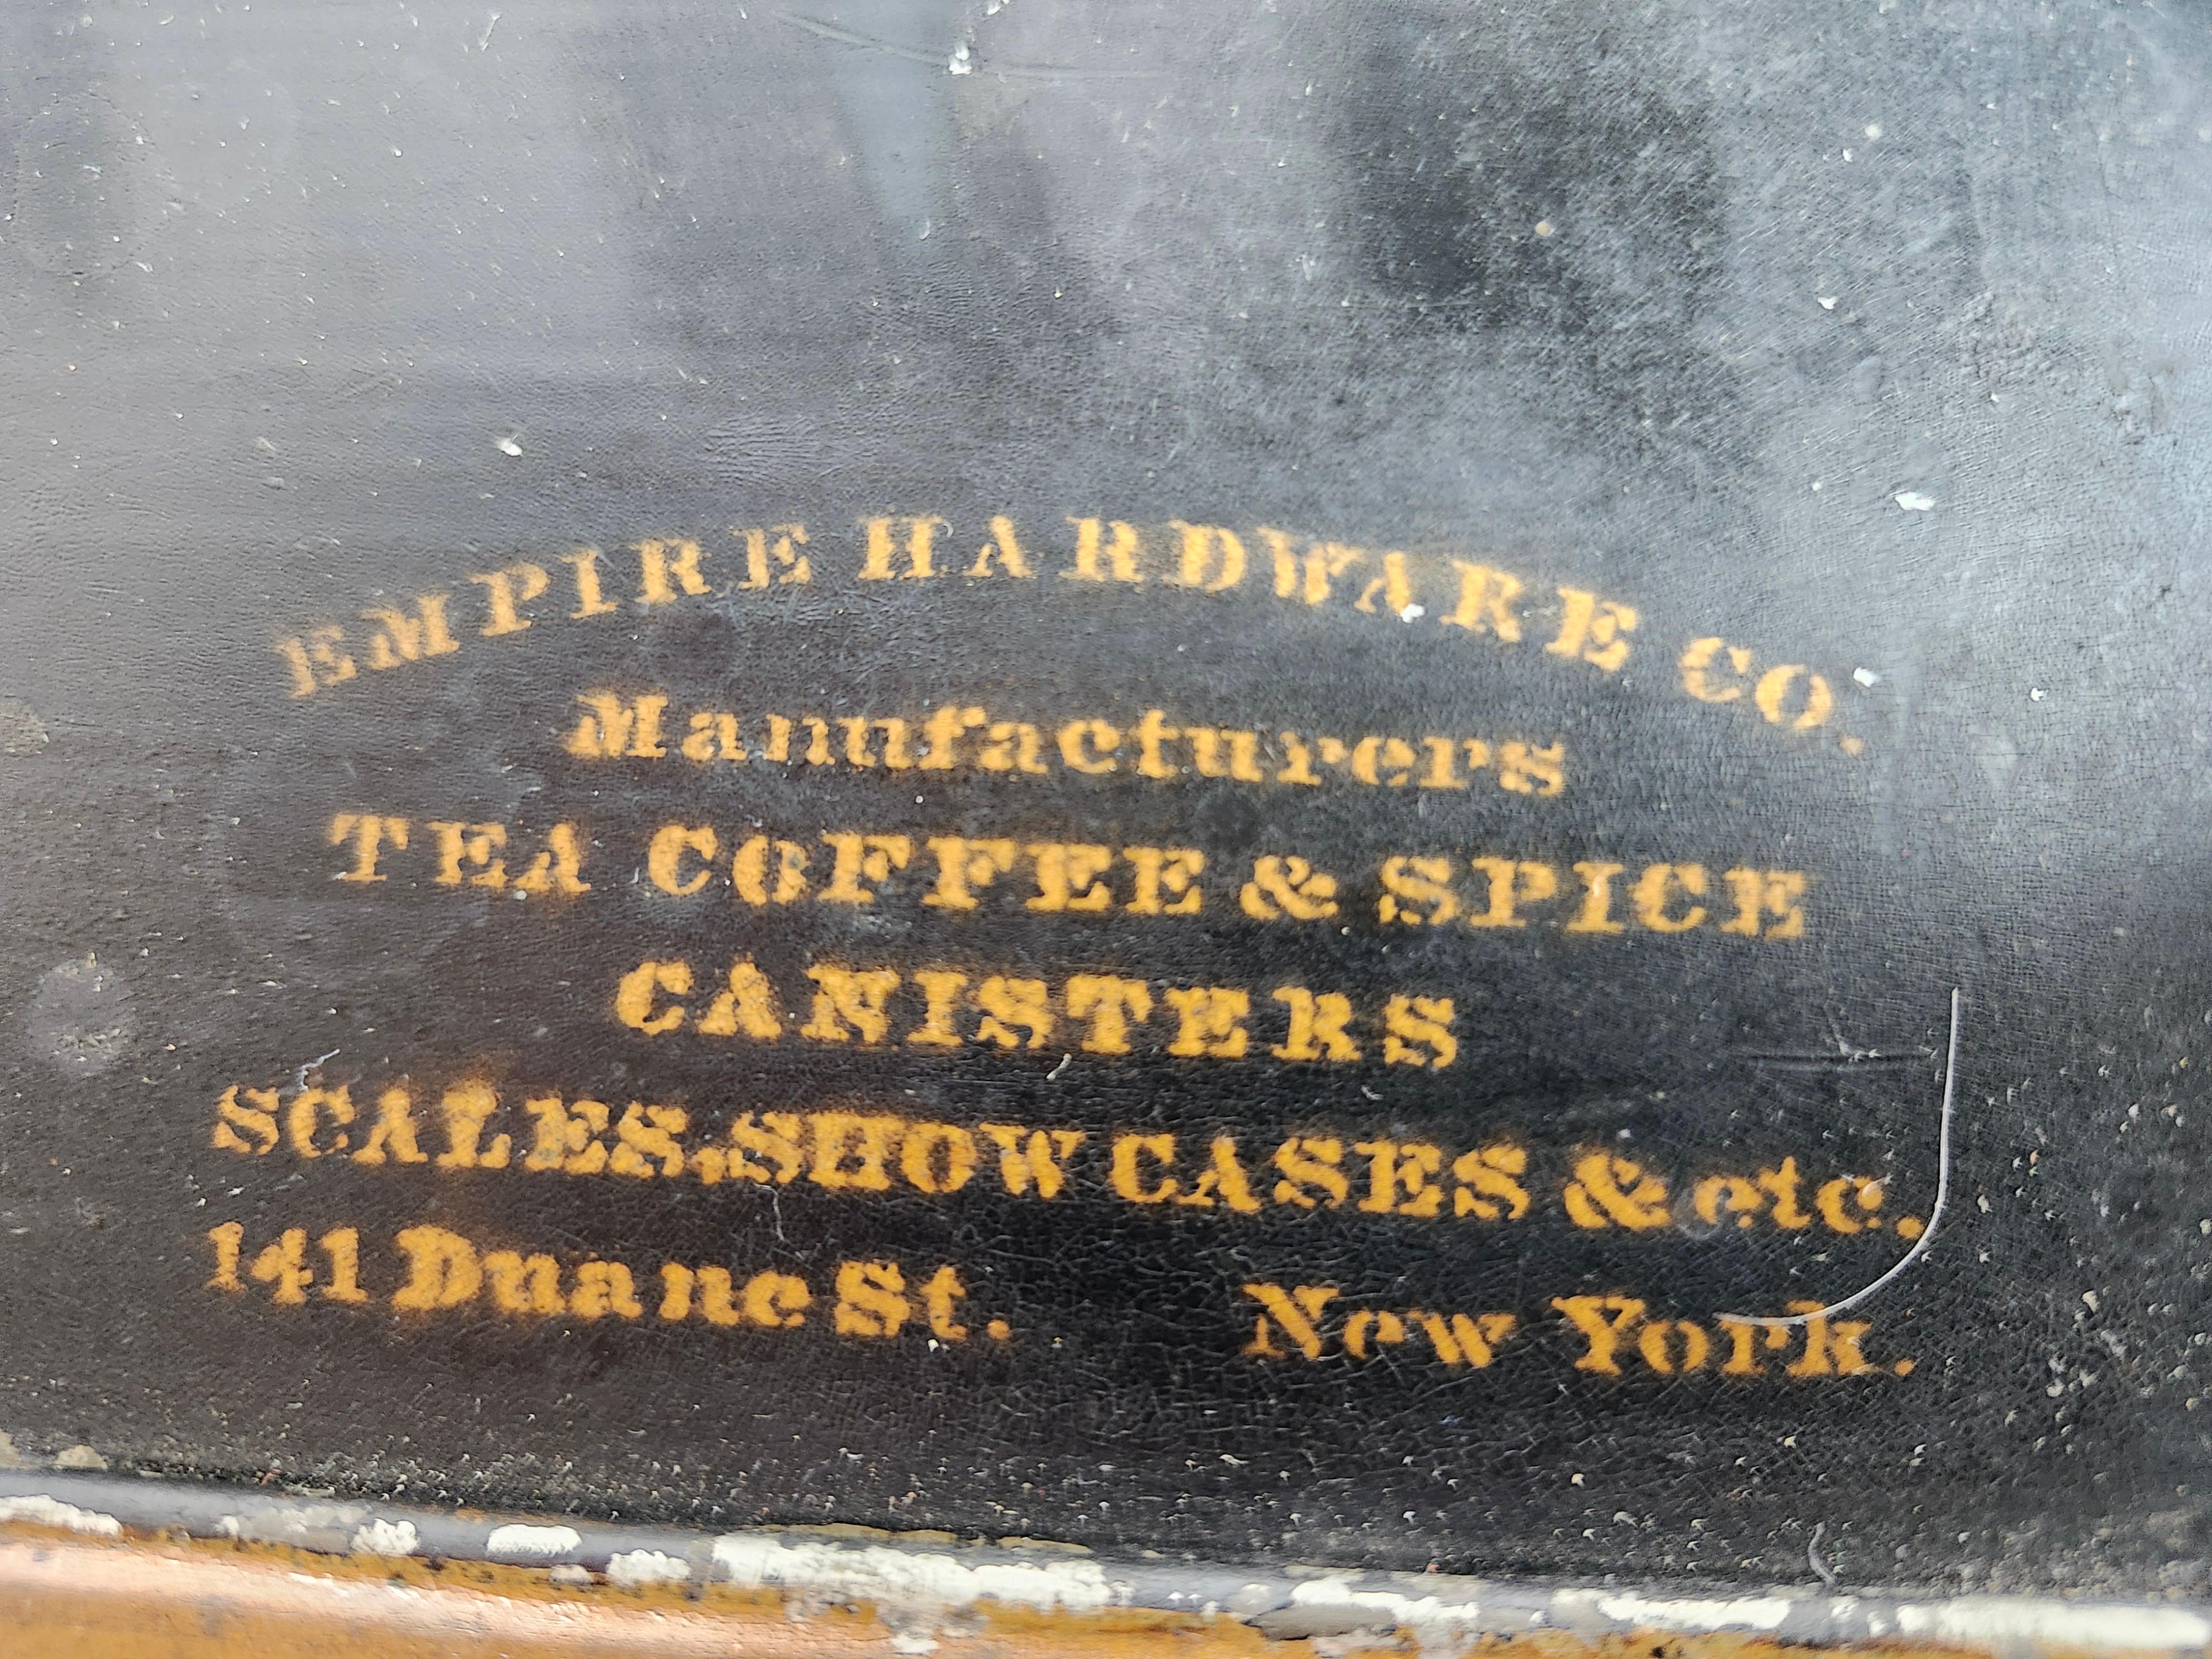 EMPIRE HARDWARE CO.
Manufacturers
TEA COFFEE & SPICE
CANISTERS
SCALES, SHOW CASES & etc.
141 Duane St. New York.